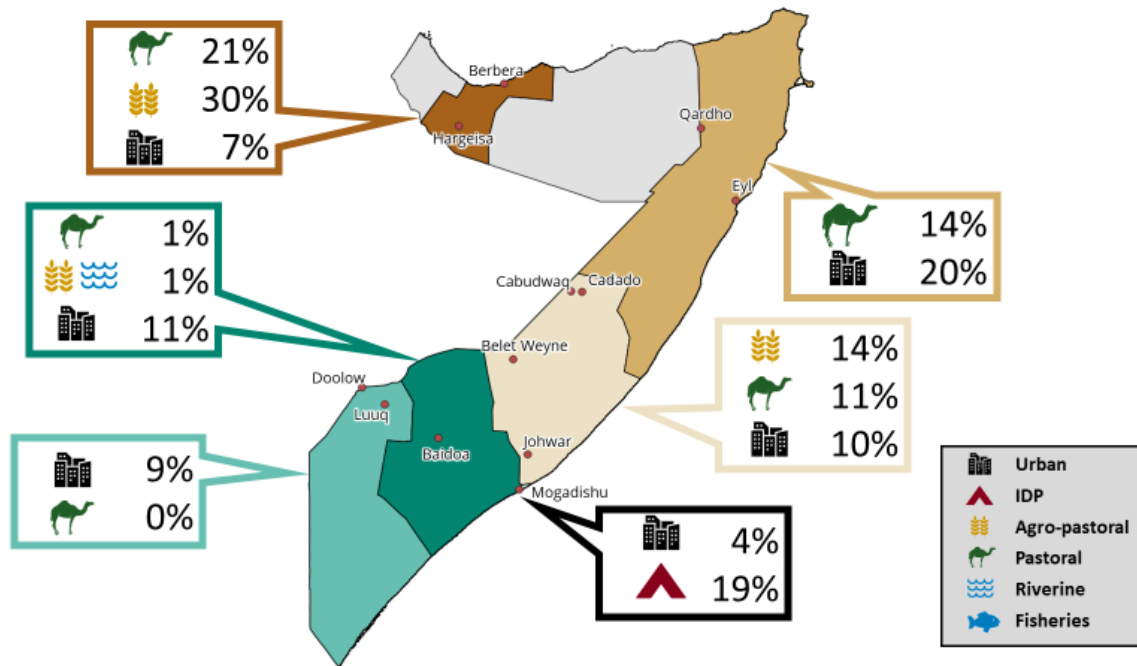 21%
30%
7%
Berbera
Hargeisa
Qardho
Eyl
14%
20%
1%
1%
11%
Cabudwaq
Cadado
Belet Weyne
14%
11%
10%
Doolow
Luuq
Baidoa
Johwar
Mogadishu
9%
0%
4%
19%
Urban
IDP
Agro-pastoral
Pastoral
Riverine
Fisheries